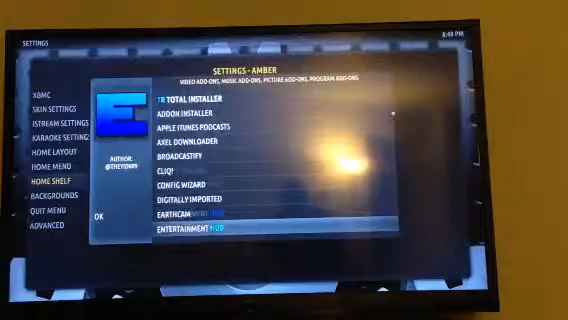 SETTINGS
6:49 PM
SETTINGS - AMBER
VIDEO ADD-ONS, MUSIC ADD-ONS, PICTURE ADD-ONS, PROGRAM ADD-ONS
XBMC
SKIN SETTINGS
ISTREAM SETTINGS
KARAOKE SETTING
HOME LAYOUT
HOME MENU
HOME SHELF
BACKGROUNDS
QUIT MENU
ADVANCED
E
AUTHOR:
OK
TR TOTAL INSTALLER
ADDON INSTALLER
APPLE ITUNES PODCASTS
AXEL DOWNLOADER
BROADCASTIFY
CLIQ!
CONFIG WIZARD
DIGITALLY IMPORTED
EARTHCAM
ENTERTAINMENT HUB